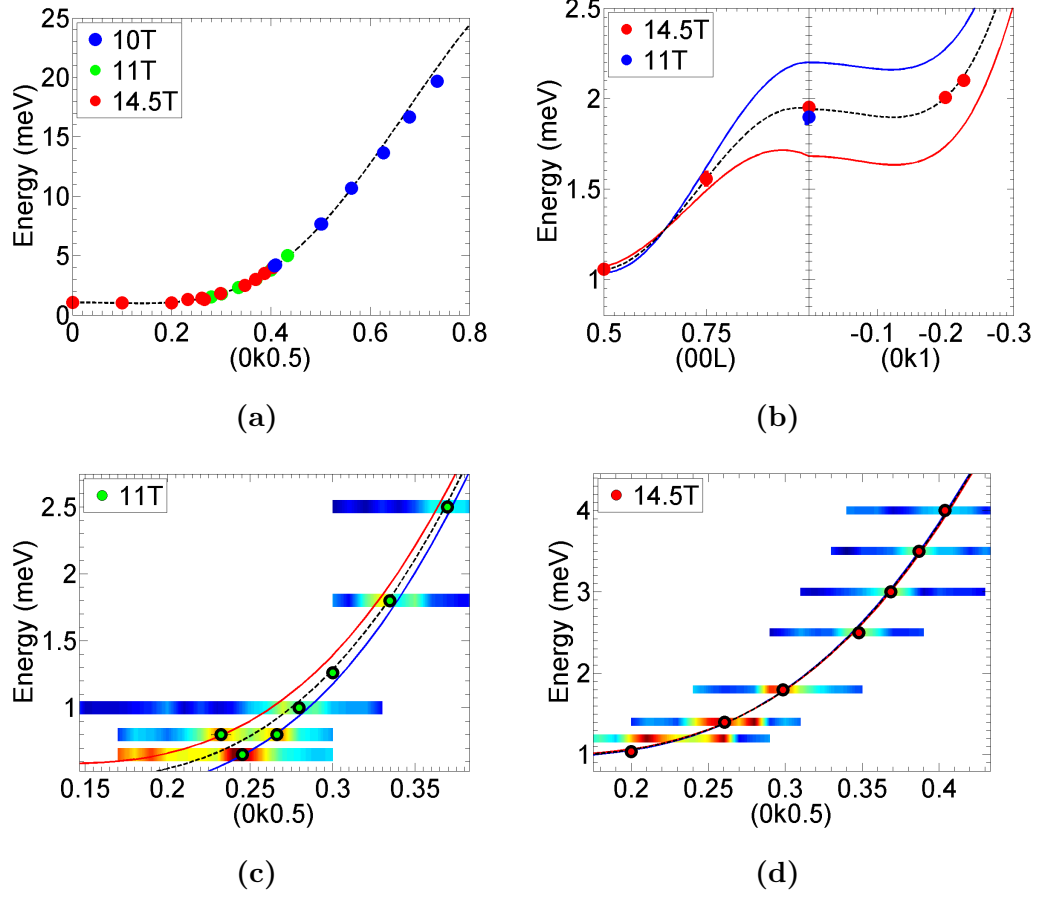 25
20
15
10
5
0
Energy (meV)
10T
11T
14.5T
0 0.2 0.4 0.6 0.8
(0k0.5)
(a)
2.5
2
1.5
1
Energy (meV)
14.5T
11T
0.5 0.75 -0.1 -0.2 -0.3
(00L) (0k1)
(b)
2.5
2
1.5
1
Energy (meV)
11T
0.15 0.2 0.25 0.3 0.35
(0k0.5)
(c)
4
3
2
1
Energy (meV)
14.5T
0.2 0.25 0.3 0.35 0.4
(0k0.5)
(d)